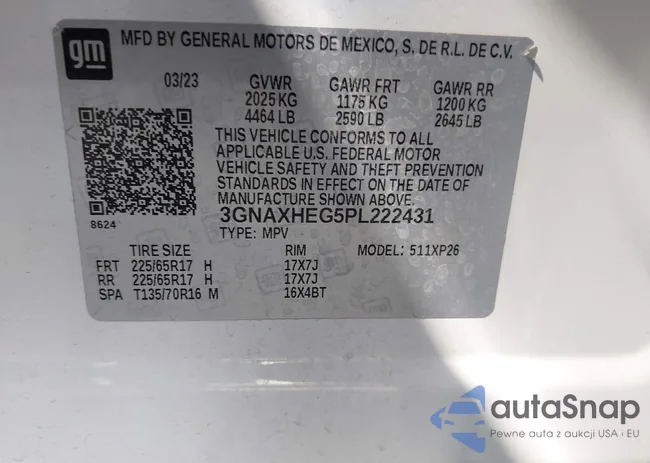 gm
MFD BY GENERAL MOTORS DE MEXICO, S. DE R.L. DE C.V.
03/23 GVWR GAWR FRT GAWR RR
2025 KG 1175 KG 1200 KG
4464 LB 2590 LB 2645 LB
THIS VEHICLE CONFORMS TO ALL
APPLICABLE U.S. FEDERAL MOTOR
VEHICLE SAFETY AND THEFT PREVENTION
STANDARDS IN EFFECT ON THE DATE OF
MANUFACTURE SHOWN ABOVE.
8624
3GNAXHEG5PL222431
TYPE: MPV
TIRE SIZE RIM MODEL: 511XP26
FRT 225/65R17 H 17X7J
RR 225/65R17 H 17X7J
SPA T135/70R16 M 16X4BT
autaSnap
Pewne auta z aukcji USA i EU